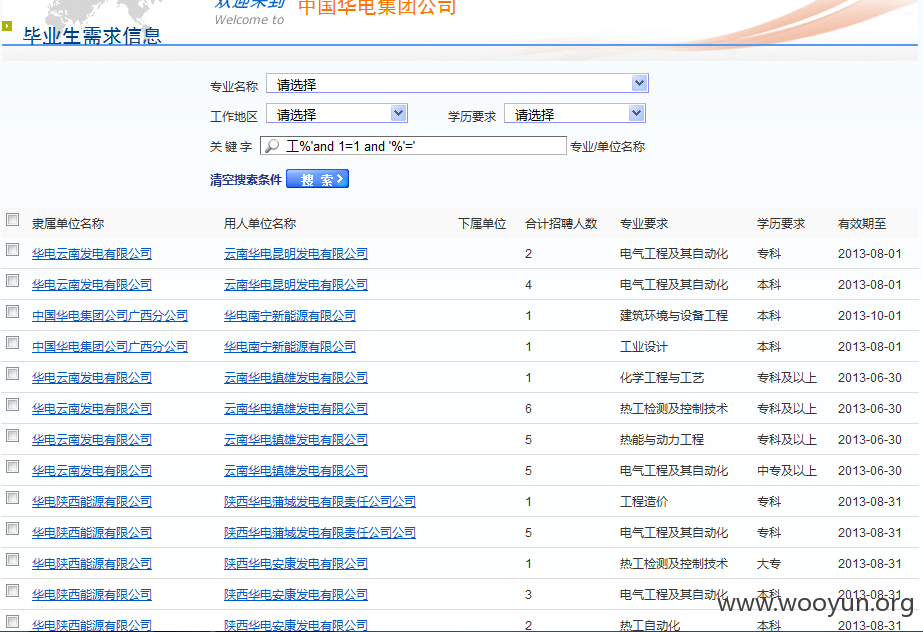 欢迎来到 中国华电集团公司
Welcome to
毕业生需求信息
专业名称 请选择
工作地区 请选择 学历要求 请选择
关 键 字 工%'and 1=1 and '%'=' 专业/单位名称
清空搜索条件 搜 索
隶属单位名称 用人单位名称 下属单位 合计招聘人数 专业要求 学历要求 有效期至
华电云南发电有限公司 云南华电昆明发电有限公司 2 电气工程及其自动化 专科 2013-08-01
华电云南发电有限公司 云南华电昆明发电有限公司 4 电气工程及其自动化 本科 2013-08-01
中国华电集团公司广西分公司 华电南宁新能源有限公司 1 建筑环境与设备工程 本科 2013-10-01
中国华电集团公司广西分公司 华电南宁新能源有限公司 1 工业设计 本科 2013-08-01
华电云南发电有限公司 云南华电镇雄发电有限公司 1 化学工程与工艺 专科及以上 2013-06-30
华电云南发电有限公司 云南华电镇雄发电有限公司 6 热工检测及控制技术 专科及以上 2013-06-30
华电云南发电有限公司 云南华电镇雄发电有限公司 5 热能与动力工程 专科及以上 2013-06-30
华电云南发电有限公司 云南华电镇雄发电有限公司 5 电气工程及其自动化 中专及以上 2013-06-30
华电陕西能源有限公司 陕西华电蒲城发电有限责任公司公司 1 工程造价 专科 2013-08-31
华电陕西能源有限公司 陕西华电蒲城发电有限责任公司公司 5 电气工程及其自动化 专科 2013-08-31
华电陕西能源有限公司 陕西华电安康发电有限公司 1 热工检测及控制技术 大专 2013-08-31
华电陕西能源有限公司 陕西华电安康发电有限公司 3 电气工程及其自动化 本科 2013-08-31
www.wooyun.org
华电陕西能源有限公司 陕西华电安康发电有限公司 2 热工自动化 本科 2013-08-31